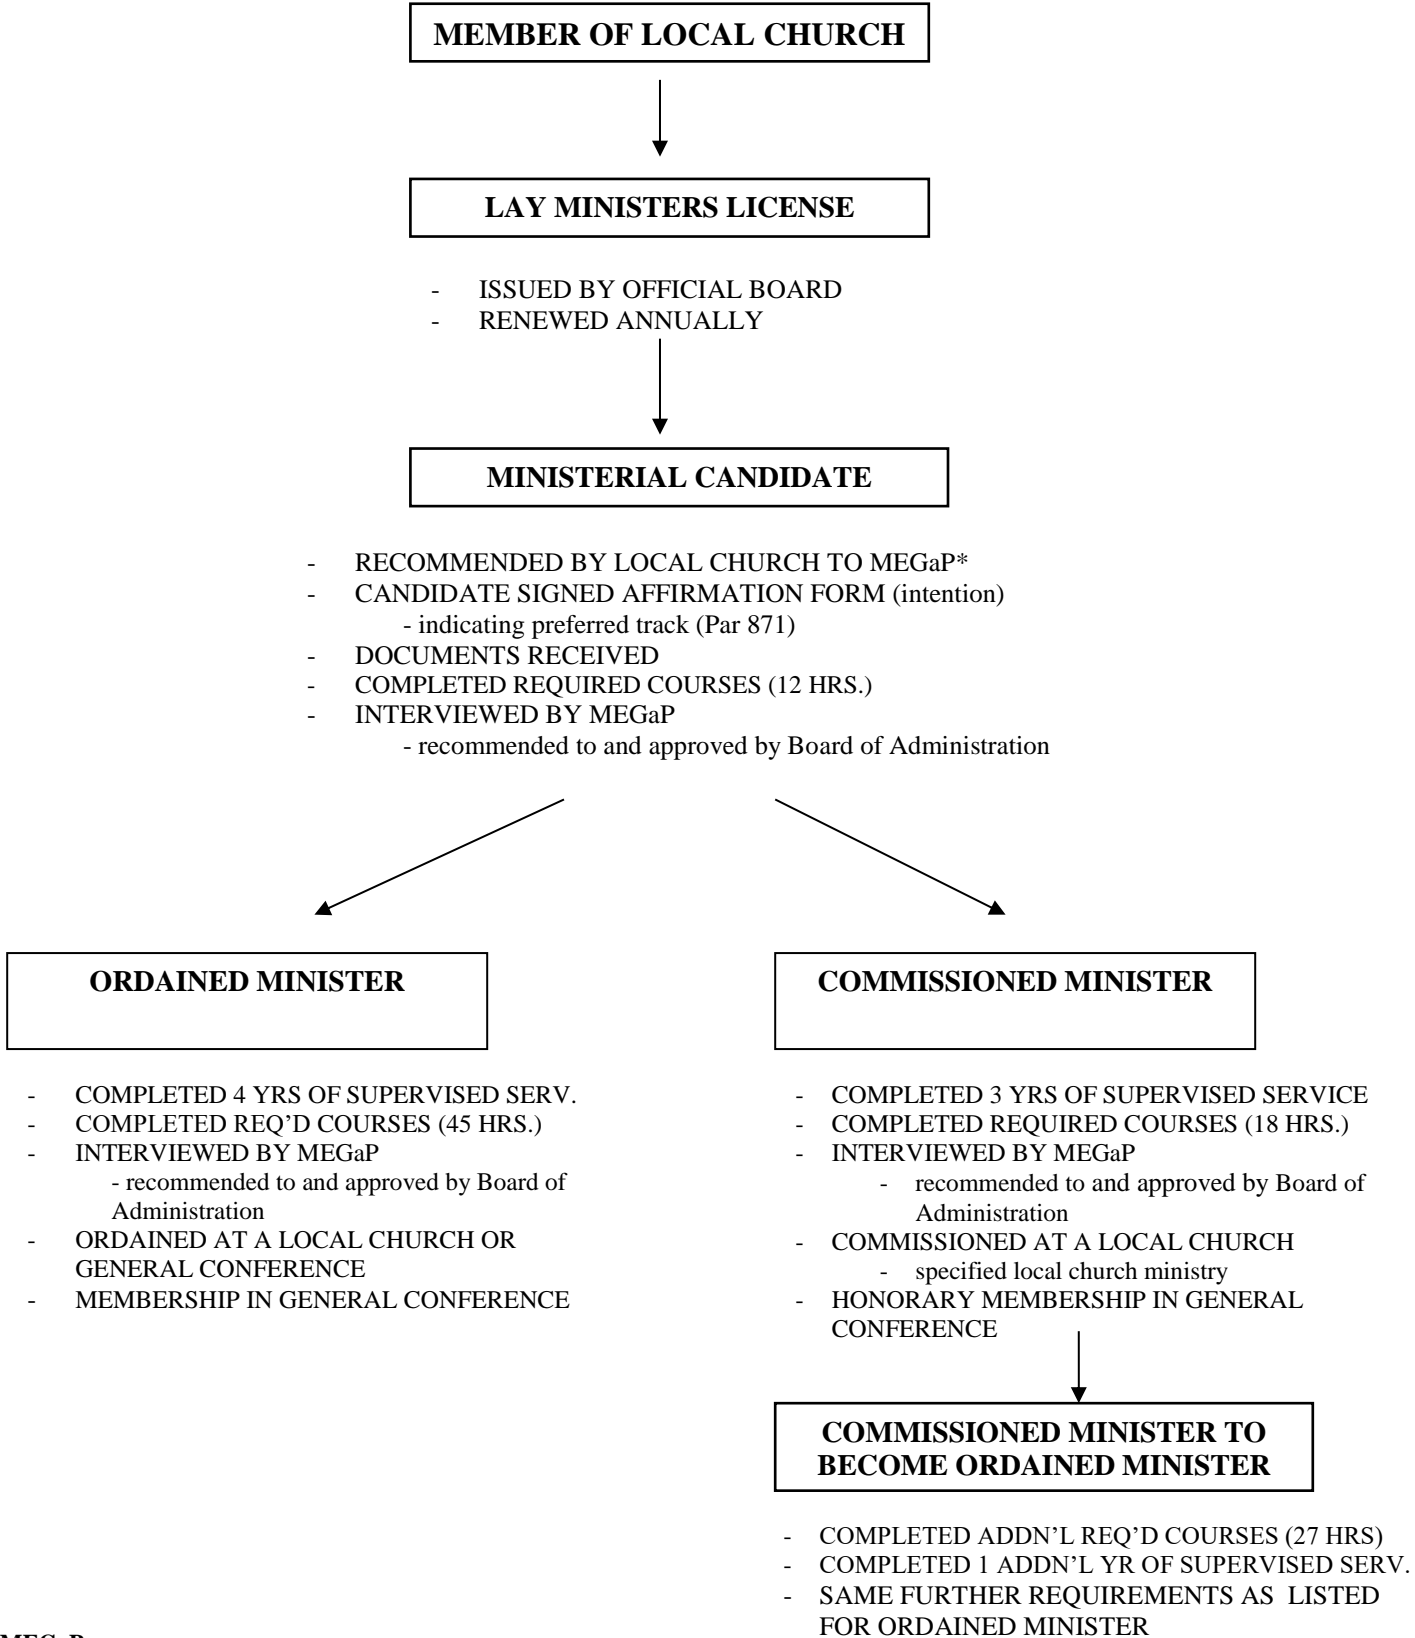 MEMBER OF LOCAL CHURCH
LAY MINISTERS LICENSE
- ISSUED BY OFFICIAL BOARD
- RENEWED ANNUALLY
MINISTERIAL CANDIDATE
- RECOMMENDED BY LOCAL CHURCH TO MEGaP*
- CANDIDATE SIGNED AFFIRMATION FORM (intention)
- indicating preferred track (Par 871)
- DOCUMENTS RECEIVED
- COMPLETED REQUIRED COURSES (12 HRS.)
- INTERVIEWED BY MEGaP
- recommended to and approved by Board of Administration
ORDAINED MINISTER
- COMPLETED 4 YRS OF SUPERVISED SERV.
- COMPLETED REQ’D COURSES (45 HRS.)
- INTERVIEWED BY MEGaP
- recommended to and approved by Board of
Administration
- ORDAINED AT A LOCAL CHURCH OR
GENERAL CONFERENCE
- MEMBERSHIP IN GENERAL CONFERENCE
COMMISSIONED MINISTER
- COMPLETED 3 YRS OF SUPERVISED SERVICE
- COMPLETED REQUIRED COURSES (18 HRS.)
- INTERVIEWED BY MEGaP
- recommended to and approved by Board of
Administration
- COMMISSIONED AT A LOCAL CHURCH
- specified local church ministry
- HONORARY MEMBERSHIP IN GENERAL
CONFERENCE
COMMISSIONED MINISTER TO
BECOME ORDAINED MINISTER
- COMPLETED ADDN’L REQ’D COURSES (27 HRS)
- COMPLETED 1 ADDN’L YR OF SUPERVISED SERV.
- SAME FURTHER REQUIREMENTS AS LISTED
FOR ORDAINED MINISTER